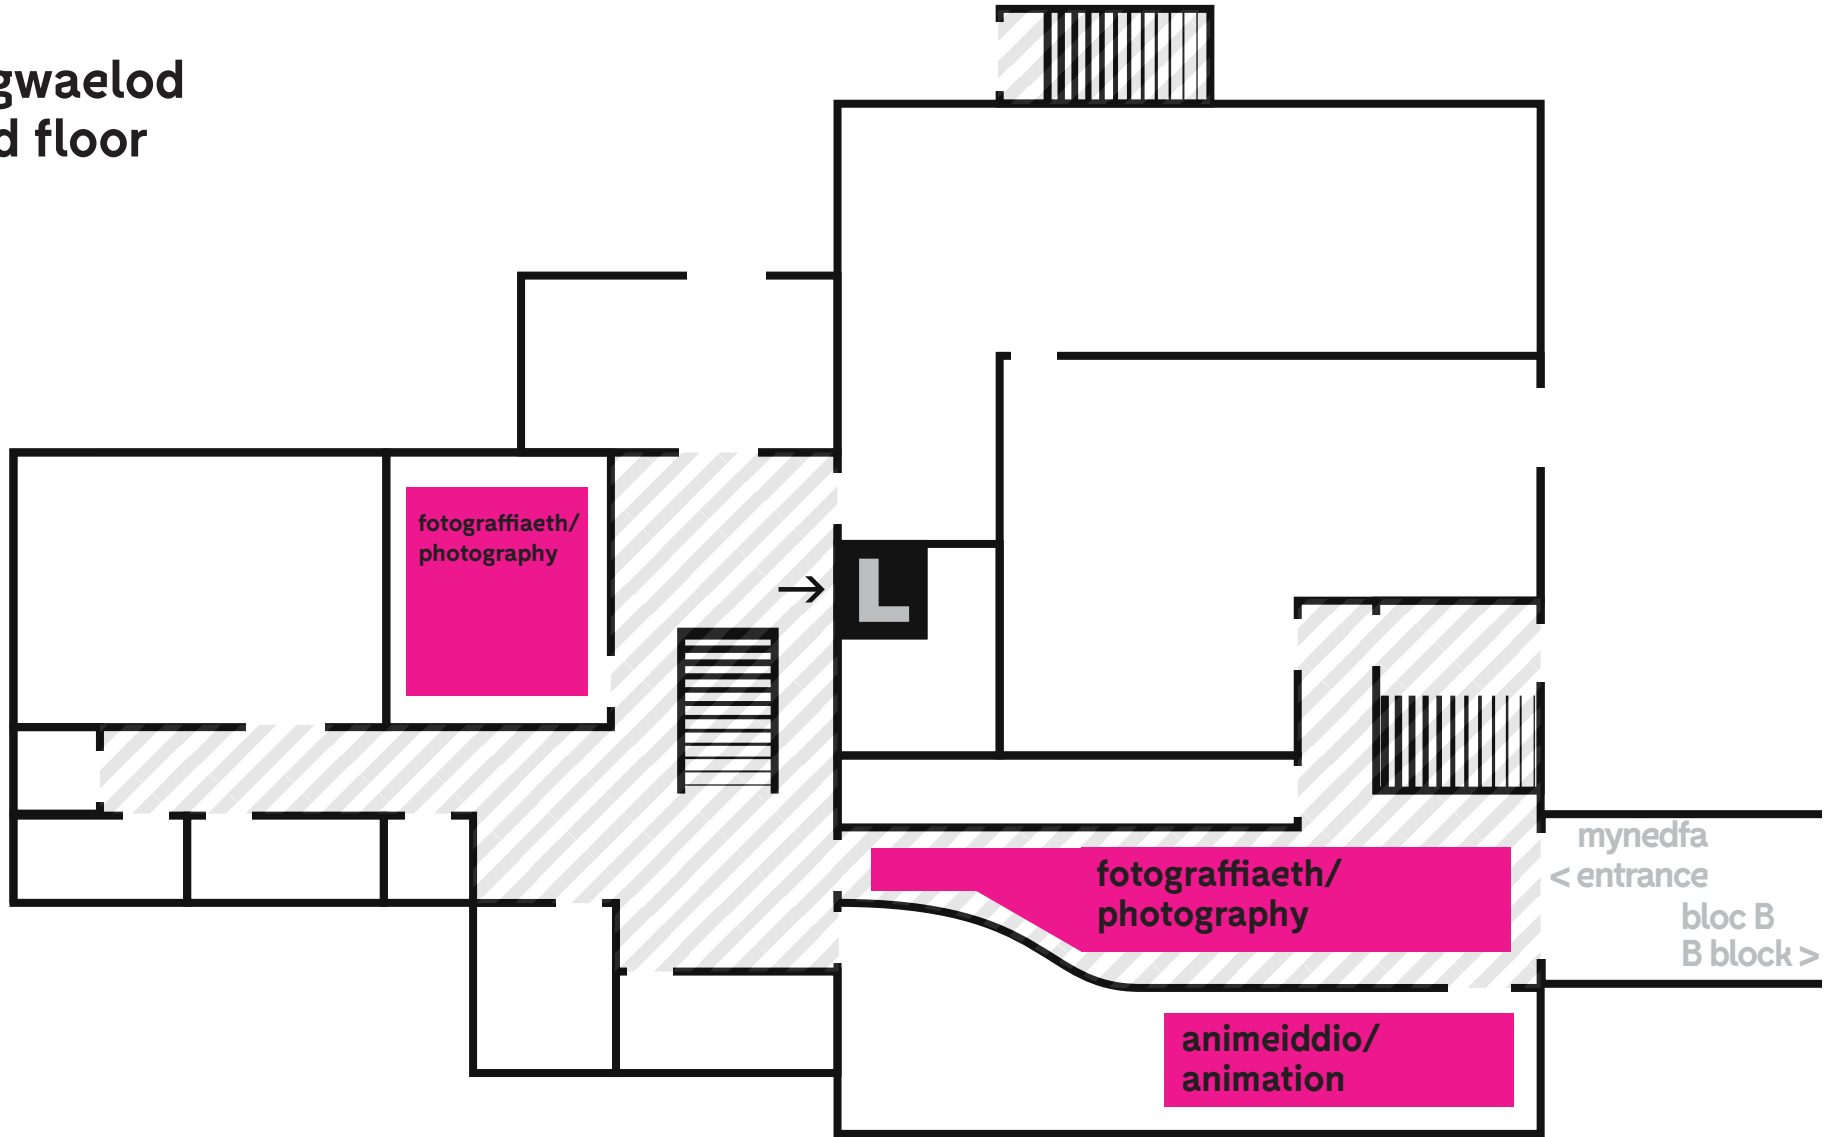 gwaelod
d floor
fotograffiaeth/
photography
L
fotograffiaeth/
photography
mynedfa
< entrance
bloc B
B block >
animeiddio/
animation